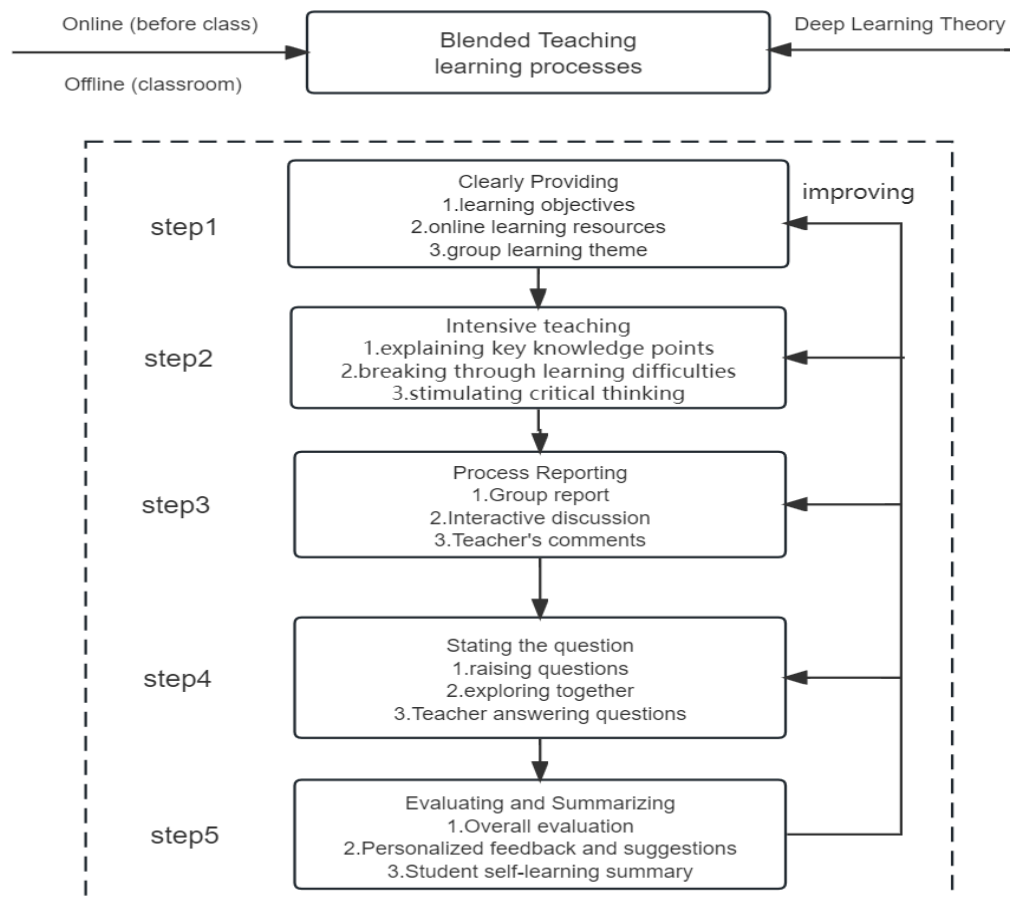 Online (before class)
Offline (classroom)
Blended Teaching
learning processes
Deep Learning Theory
improving
step1
Clearly Providing
1.learning objectives
2.online learning resources
3.group learning theme
step2
Intensive teaching
1.explaining key knowledge points
2.breaking through learning difficulties
3.stimulating critical thinking
step3
Process Reporting
1.Group report
2.Interactive discussion
3.Teacher's comments
step4
Stating the question
1.raising questions
2.exploring together
3.Teacher answering questions
step5
Evaluating and Summarizing
1.Overall evaluation
2.Personalized feedback and suggestions
3.Student self-learning summary